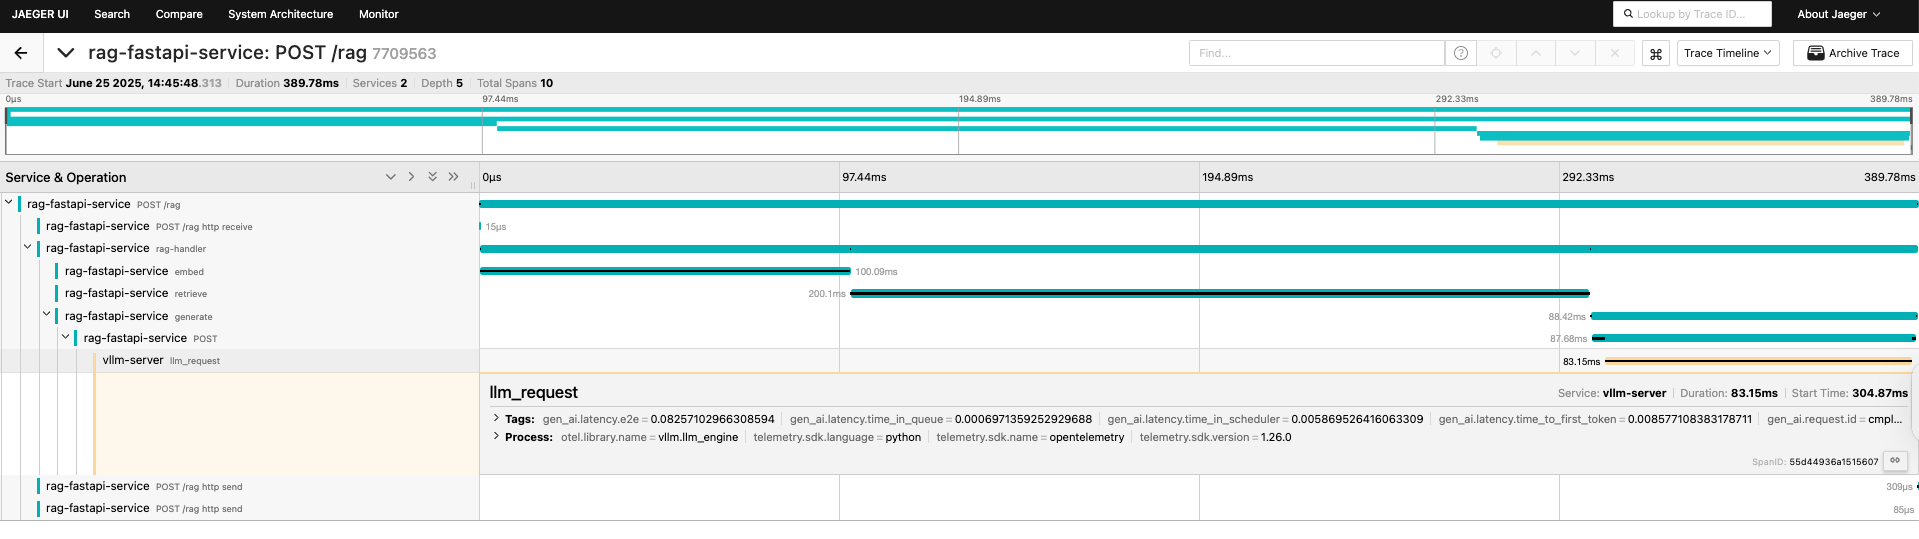 JAEGER UI Search Compare System Architecture Monitor Lookup by Trace ID... About Jaeger
rag-fastapi-service: POST /rag 7709563 Find... Trace Timeline Archive Trace
Trace Start June 25 2025, 14:45:48.313 Duration 389.78ms Services 2 Depth 5 Total Spans 10
0μs 97.44ms 194.89ms 292.33ms 389.78ms
Service & Operation 0μs 97.44ms 194.89ms 292.33ms 389.78ms
rag-fastapi-service POST /rag
rag-fastapi-service POST /rag http receive 15μs
rag-fastapi-service rag-handler
rag-fastapi-service embed 100.09ms
rag-fastapi-service retrieve 200.1ms
rag-fastapi-service generate 88.42ms
rag-fastapi-service POST 87.68ms
vllm-server llm_request 83.15ms
llm_request Service: vllm-server Duration: 83.15ms Start Time: 304.87ms
Tags: gen_ai.latency.e2e = 0.08257102966308594 gen_ai.latency.time_in_queue = 0.0006971359252929688 gen_ai.latency.time_in_scheduler = 0.005869526416063309 gen_ai.latency.time_to_first_token = 0.008577108383178711 gen_ai.request.id = cmpl...
Process: otel.library.name = vllm.llm_engine telemetry.sdk.language = python telemetry.sdk.name = opentelemetry telemetry.sdk.version = 1.26.0
SpanID: 55d44936a1515607
rag-fastapi-service POST /rag http send 309μs
rag-fastapi-service POST /rag http send 85μs